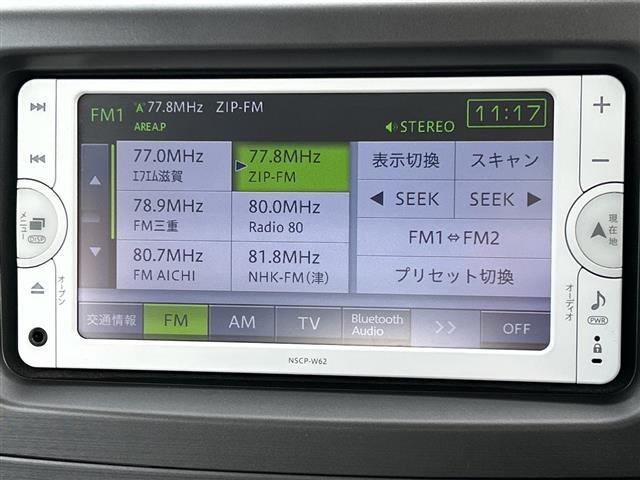 FM1 A 77.8MHz ZIP-FM
AREA.P
STEREO
11:17
77.0MHz
ｴﾌｴﾑ滋賀
77.8MHz
ZIP-FM
78.9MHz
FM三重
80.0MHz
Radio 80
80.7MHz
FM AICHI
81.8MHz
NHK-FM(津)
表示切換
スキャン
◀ SEEK
SEEK ▶
FM1⇔FM2
プリセット切換
交通情報
FM
AM
TV
Bluetooth
Audio
>>
OFF
メニュー
DISP
オープン
+
−
現在地
オーディオ
PWR
NSCP-W62